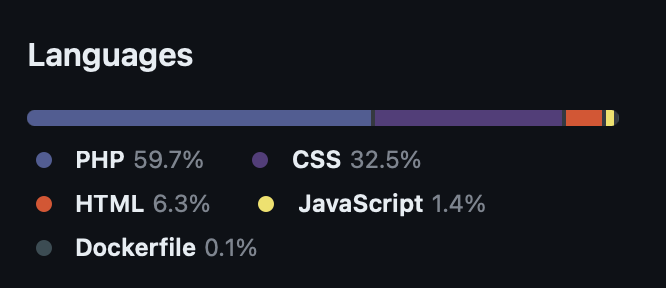 Languages
PHP 59.7% CSS 32.5%
HTML 6.3% JavaScript 1.4%
Dockerfile 0.1%